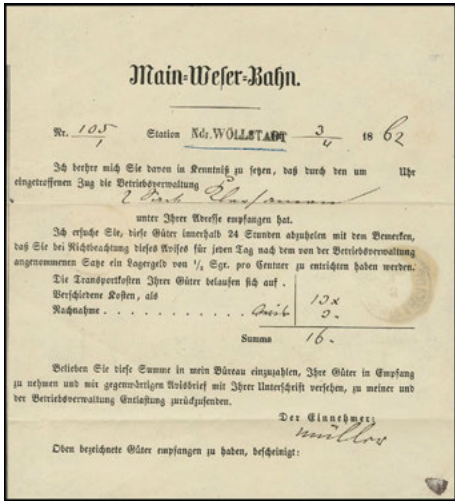 Main-Weser-Bahn.
Nr. 105/1 Station Ndr. WÖLLSTADT 3/4 1862
Ich beehre mich Sie davon in Kenntniß zu setzen, daß durch den um Uhr
eingetroffenen Zug die Betriebsverwaltung
2 Sack
unter Ihrer Adresse empfangen hat.
Ich ersuche Sie, diese Güter innerhalb 24 Stunden abzuholen mit dem Bemerken,
daß Sie bei Nichtbeachtung dieses Avises für jeden Tag nach dem von der Betriebsverwaltung
angenommenen Satze ein Lagergeld von ½ Sgr. pro Centner zu entrichten haben werden.
Die Transportkosten Ihrer Güter belaufen sich auf .
Verschiedene Kosten, als
Nachnahme . . . . . . . . . .
Summa 16.
Belieben Sie diese Summe in mein Büreau einzuzahlen, Ihre Güter in Empfang
zu nehmen und mir gegenwärtigen Avisbrief mit Ihrer Unterschrift versehen, zu meiner und
der Betriebsverwaltung Entlastung zurückzusenden.
Der Einnehmer:
Müller
Oben bezeichnete Güter empfangen zu haben, bescheinigt: